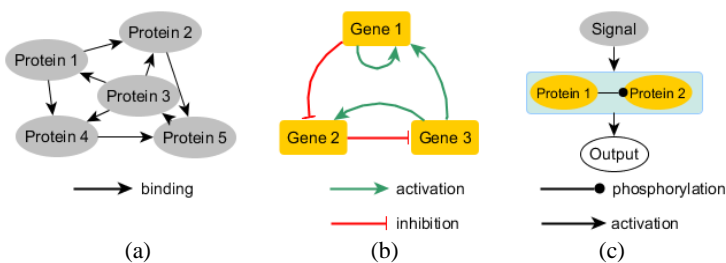 Protein 1
Protein 2
Protein 3
Protein 4
Protein 5
binding
(a)
Gene 1
Gene 2
Gene 3
activation
inhibition
(b)
Signal
Protein 1
Protein 2
Output
phosphorylation
activation
(c)